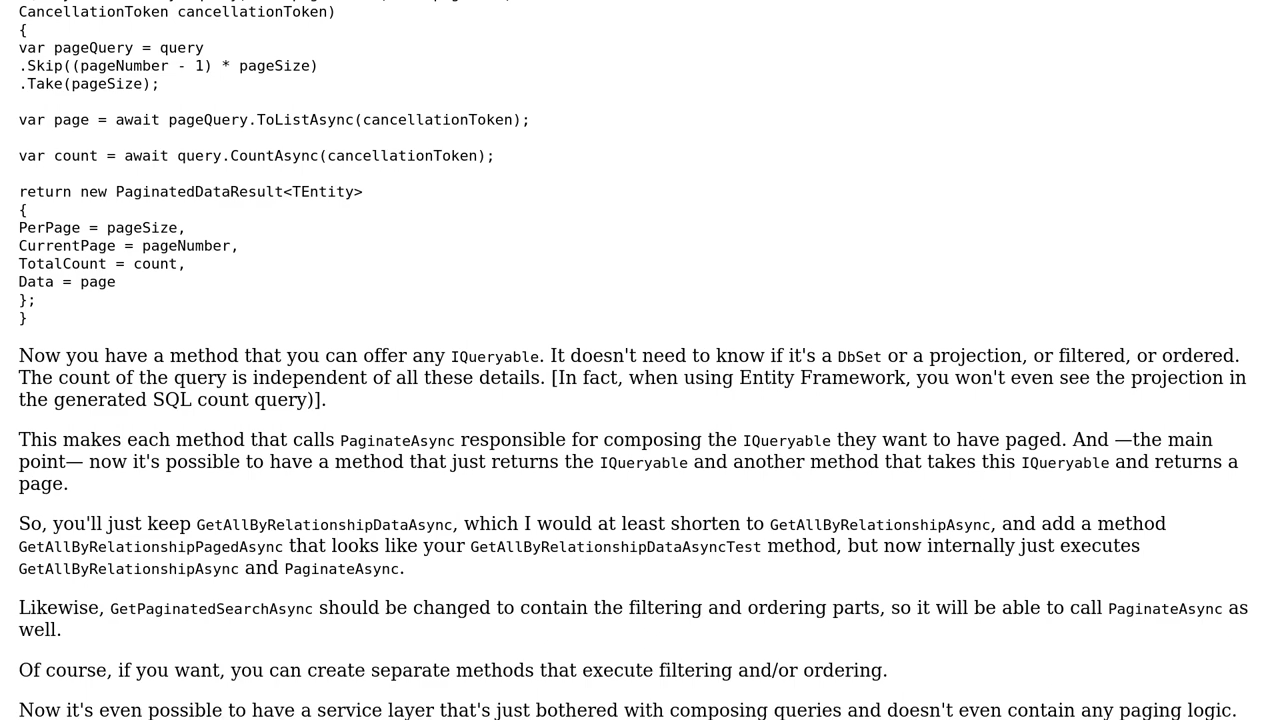 CancellationToken cancellationToken)
{
var pageQuery = query
.Skip((pageNumber - 1) * pageSize)
.Take(pageSize);
var page = await pageQuery.ToListAsync(cancellationToken);
var count = await query.CountAsync(cancellationToken);
return new PaginatedDataResult<TEntity>
{
PerPage = pageSize,
CurrentPage = pageNumber,
TotalCount = count,
Data = page
};
}
Now you have a method that you can offer any IQueryable. It doesn't need to know if it's a DbSet or a projection, or filtered, or ordered.
The count of the query is independent of all these details. [In fact, when using Entity Framework, you won't even see the projection in
the generated SQL count query)].
This makes each method that calls PaginateAsync responsible for composing the IQueryable they want to have paged. And —the main
point— now it's possible to have a method that just returns the IQueryable and another method that takes this IQueryable and returns a
page.
So, you'll just keep GetAllByRelationshipDataAsync, which I would at least shorten to GetAllByRelationshipAsync, and add a method
GetAllByRelationshipPagedAsync that looks like your GetAllByRelationshipDataAsyncTest method, but now internally just executes
GetAllByRelationshipAsync and PaginateAsync.
Likewise, GetPaginatedSearchAsync should be changed to contain the filtering and ordering parts, so it will be able to call PaginateAsync as
well.
Of course, if you want, you can create separate methods that execute filtering and/or ordering.
Now it's even possible to have a service layer that's just bothered with composing queries and doesn't even contain any paging logic.